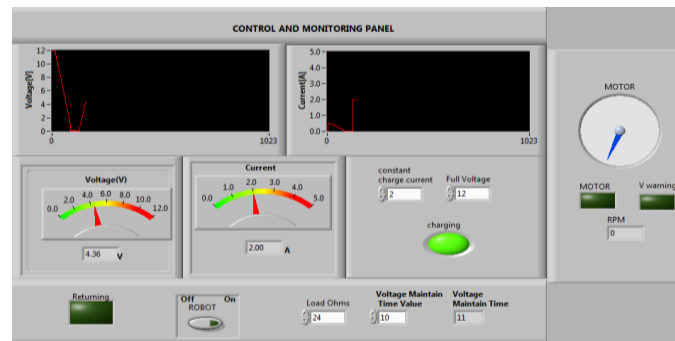 CONTROL AND MONITORING PANEL
Voltage[V]
12
10
8
6
4
2
0
0
1023
Current[A]
5.0
4.0
3.0
2.0
1.0
0.0
0
1023
MOTOR
Voltage(V)
0.0 2.0 4.0 6.0 8.0 10.0 12.0
4.36 V
Current
0.0 1.0 2.0 3.0 4.0 5.0
2.00 A
constant
charge current
2
Full Voltage
12
charging
MOTOR
V warning
RPM
0
Returning
Off On
ROBOT
Load Ohms
24
Voltage Maintain
Time Value
10
Voltage
Maintain Time
11